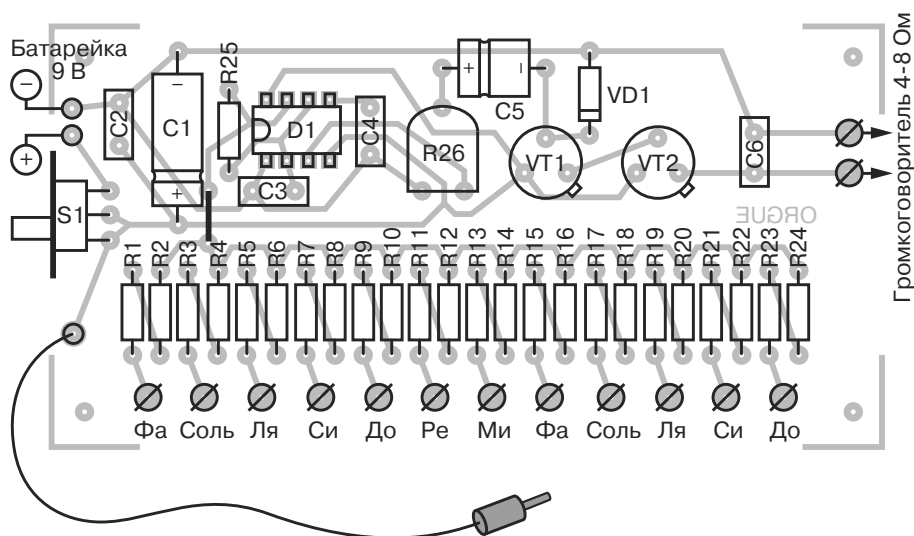 Батарейка
9 В
−
+
S1
C2
C1
−
+
R25
D1
C3
C4
R26
+
−
C5
VD1
VT1
VT2
C6
Громкоговоритель 4-8 Ом
ORGUE
R1 R2 R3 R4 R5 R6 R7 R8 R9 R10 R11 R12 R13 R14 R15 R16 R17 R18 R19 R20 R21 R22 R23 R24
Фа Соль Ля Си До Ре Ми Фа Соль Ля Си До